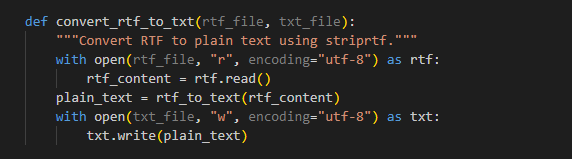 def convert_rtf_to_txt(rtf_file, txt_file):
    """Convert RTF to plain text using striprtf."""
    with open(rtf_file, "r", encoding="utf-8") as rtf:
        rtf_content = rtf.read()
    plain_text = rtf_to_text(rtf_content)
    with open(txt_file, "w", encoding="utf-8") as txt:
        txt.write(plain_text)